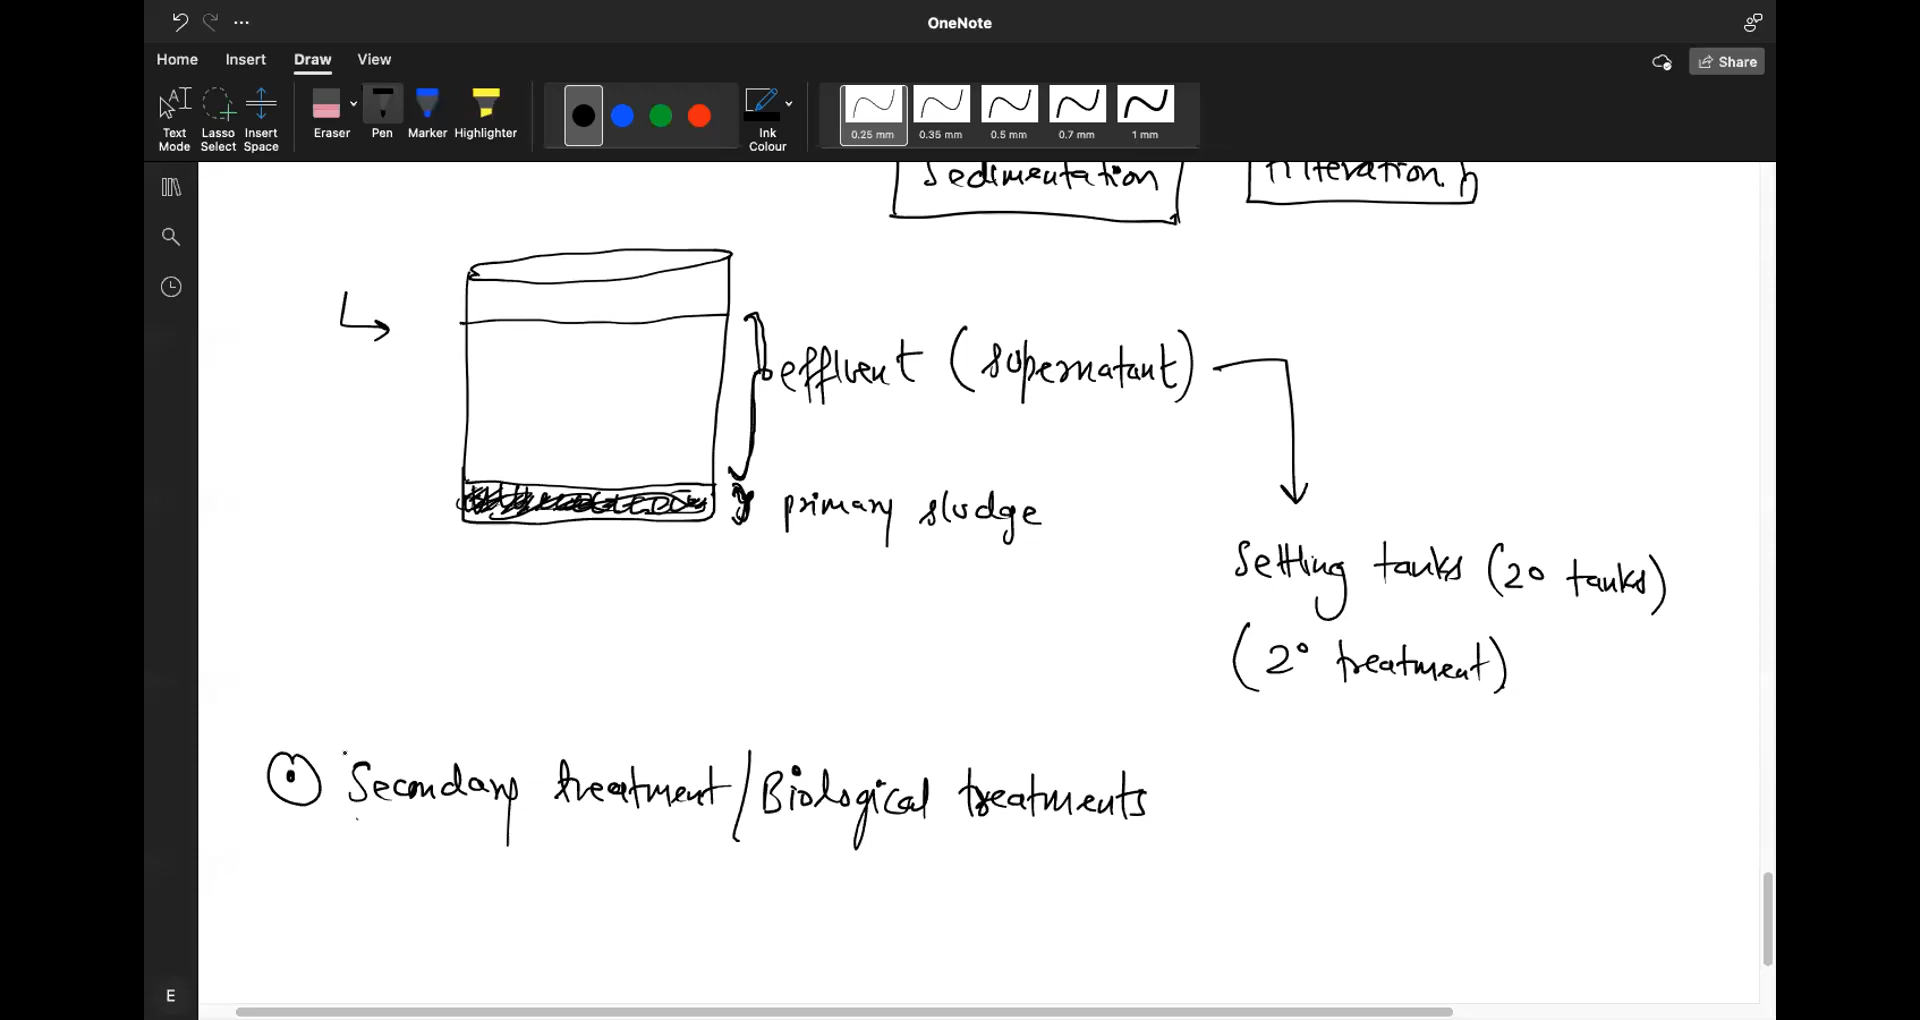 OneNote
Home Insert Draw View
Share
Text Mode
Lasso Select
Insert Space
Eraser
Pen
Marker
Highlighter
Ink Colour
0.25 mm
0.35 mm
0.5 mm
0.7 mm
1 mm
Sedimentation
filteration
effluent (supernatant)
primary sludge
Settling tanks (20 tanks)
(2° treatment)
Secondary treatment/Biological treatments
E